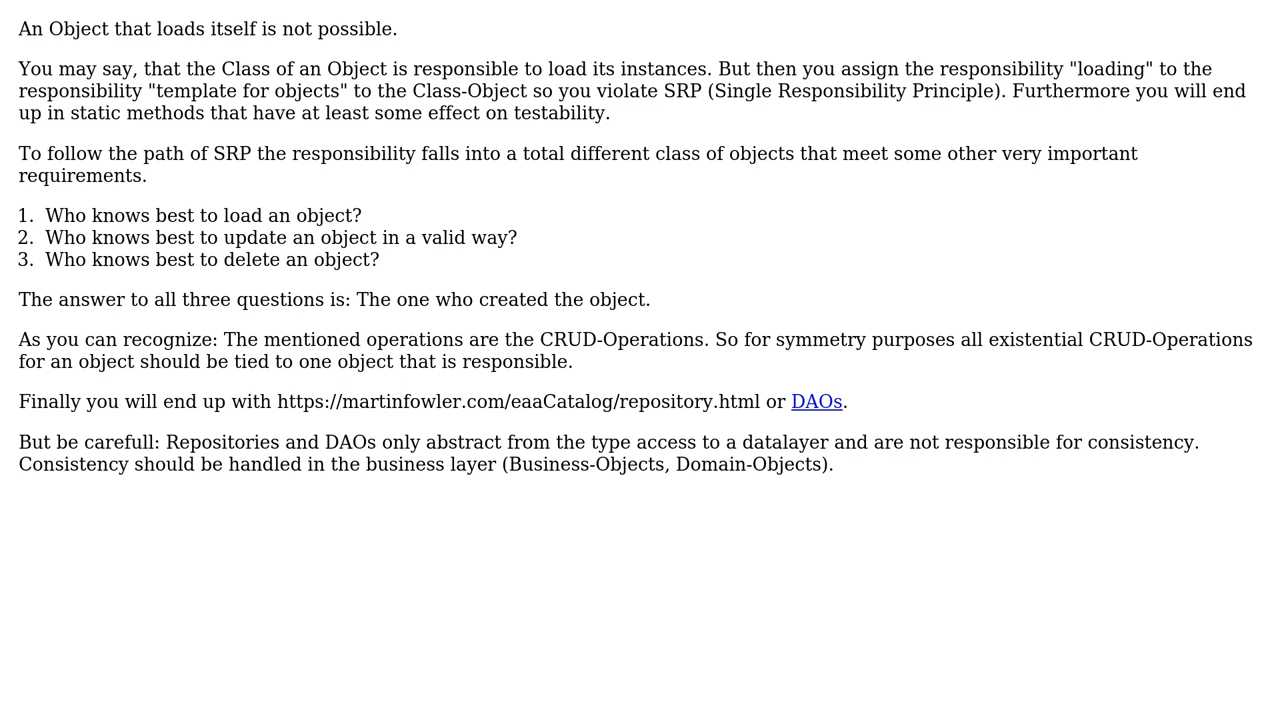 An Object that loads itself is not possible.
You may say, that the Class of an Object is responsible to load its instances. But then you assign the responsibility "loading" to the
responsibility "template for objects" to the Class-Object so you violate SRP (Single Responsibility Principle). Furthermore you will end
up in static methods that have at least some effect on testability.
To follow the path of SRP the responsibility falls into a total different class of objects that meet some other very important
requirements.
1. Who knows best to load an object?
2. Who knows best to update an object in a valid way?
3. Who knows best to delete an object?
The answer to all three questions is: The one who created the object.
As you can recognize: The mentioned operations are the CRUD-Operations. So for symmetry purposes all existential CRUD-Operations
for an object should be tied to one object that is responsible.
Finally you will end up with https://martinfowler.com/eaaCatalog/repository.html or DAOs.
But be carefull: Repositories and DAOs only abstract from the type access to a datalayer and are not responsible for consistency.
Consistency should be handled in the business layer (Business-Objects, Domain-Objects).